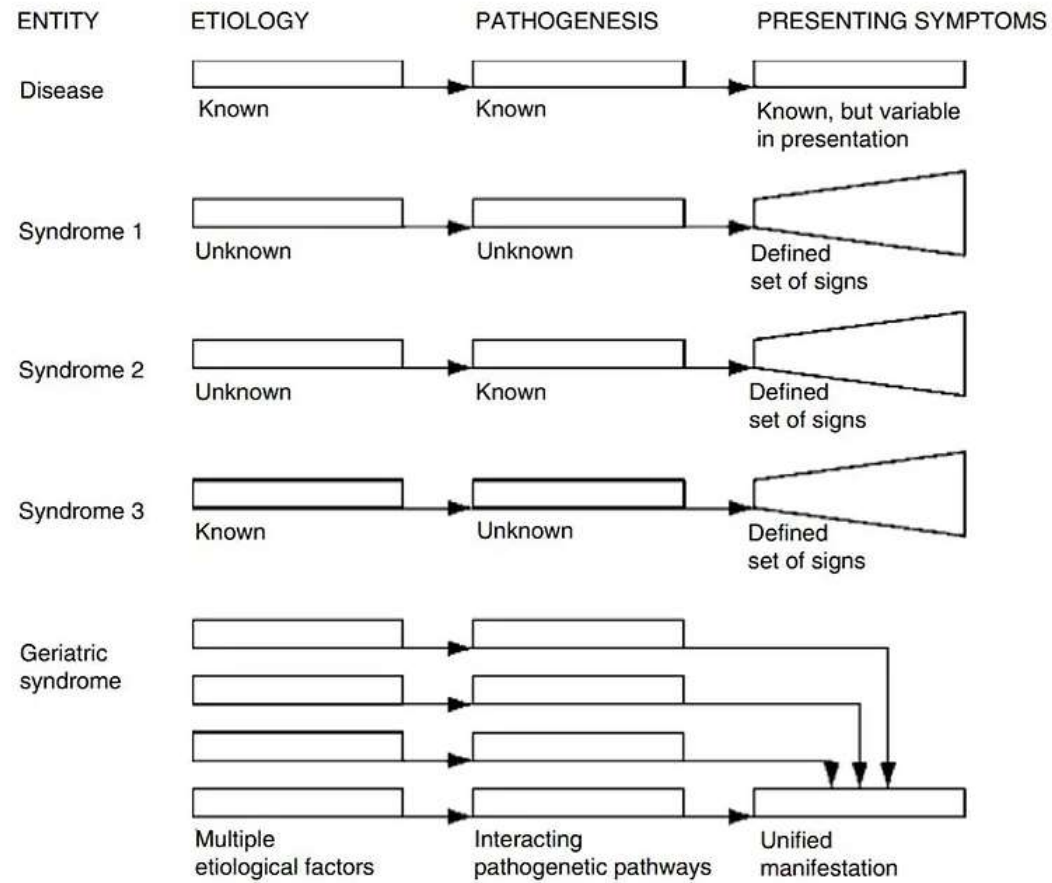 ENTITY ETIOLOGY PATHOGENESIS PRESENTING SYMPTOMS
Disease
Known Known Known, but variable
in presentation
Syndrome 1
Unknown Unknown Defined
set of signs
Syndrome 2
Unknown Known Defined
set of signs
Syndrome 3
Known Unknown Defined
set of signs
Geriatric
syndrome
Multiple
etiological factors
Interacting
pathogenetic pathways
Unified
manifestation